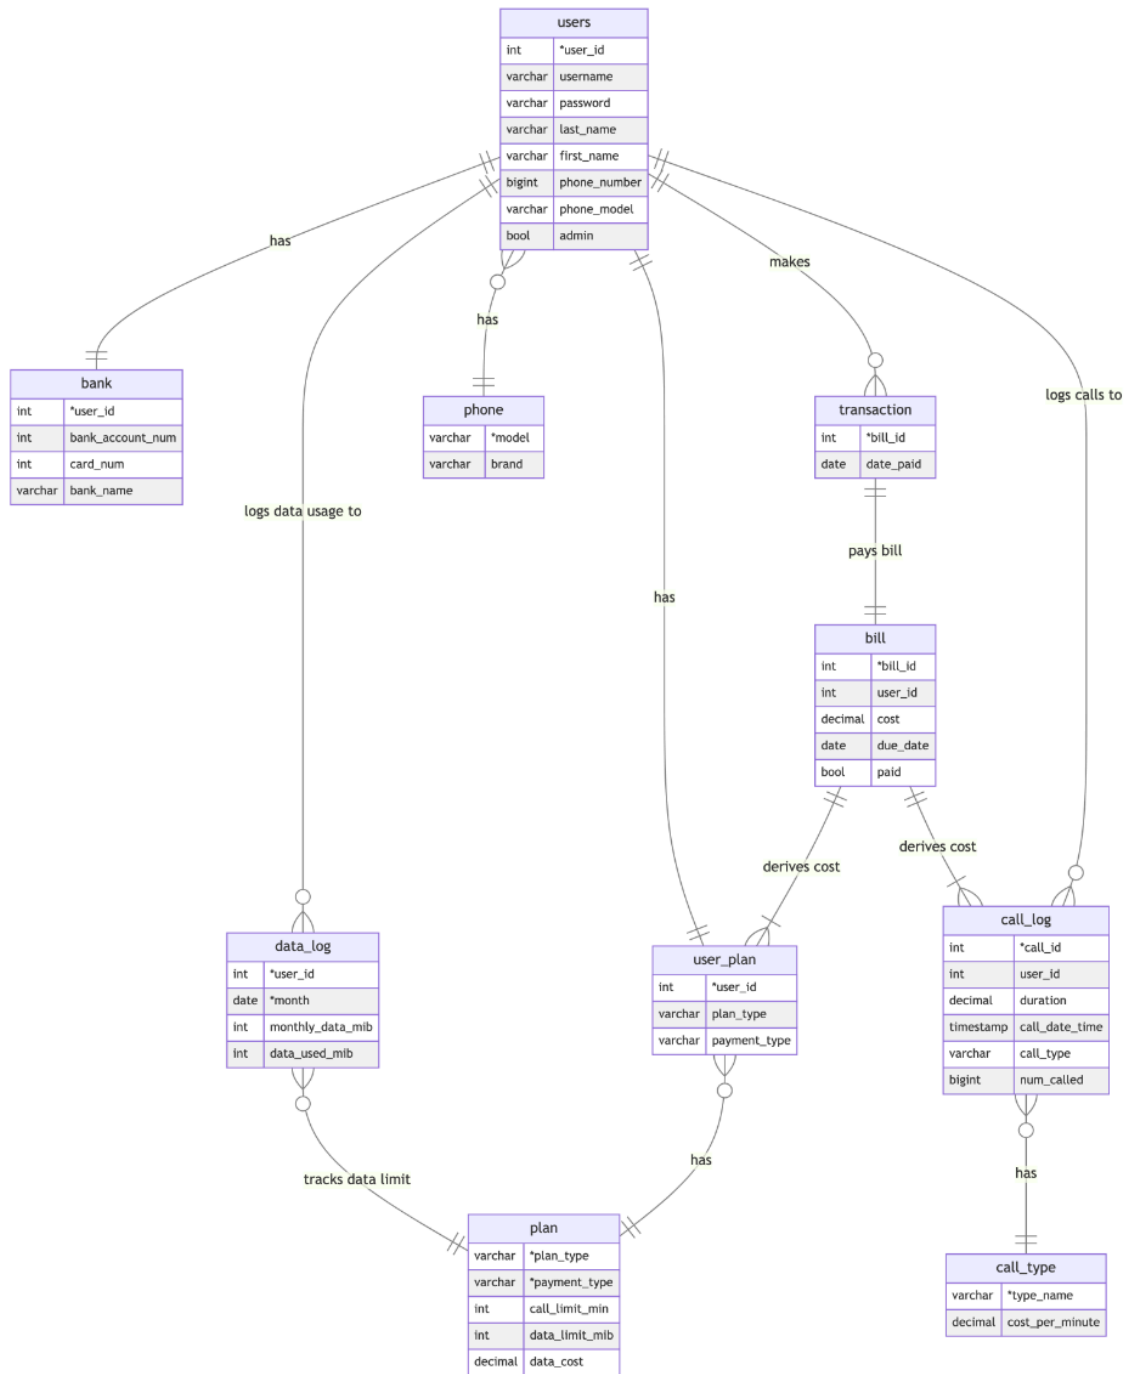 users
int *user_id
varchar username
varchar password
varchar last_name
varchar first_name
bigint phone_number
varchar phone_model
bool admin
has
makes
has
logs calls to
bank
int *user_id
int bank_account_num
int card_num
varchar bank_name
phone
varchar *model
varchar brand
transaction
int *bill_id
date date_paid
logs data usage to
pays bill
has
bill
int *bill_id
int user_id
decimal cost
date due_date
bool paid
derives cost
derives cost
data_log
int *user_id
date *month
int monthly_data_mib
int data_used_mib
user_plan
int *user_id
varchar plan_type
varchar payment_type
call_log
int *call_id
int user_id
decimal duration
timestamp call_date_time
varchar call_type
bigint num_called
tracks data limit
has
has
plan
varchar *plan_type
varchar *payment_type
int call_limit_min
int data_limit_mib
decimal data_cost
call_type
varchar *type_name
decimal cost_per_minute